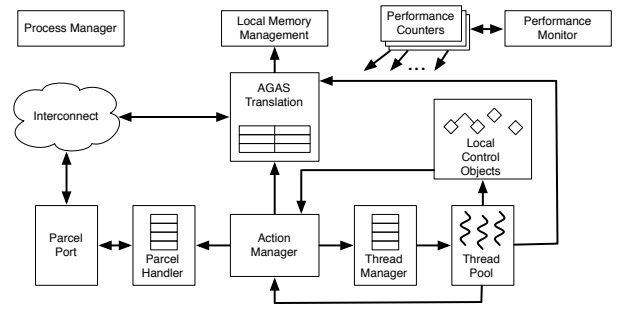 Process Manager
Local Memory
Management
Performance
Counters
Performance
Monitor
...
AGAS
Translation
Interconnect
Local
Control
Objects
Parcel
Port
Parcel
Handler
Action
Manager
Thread
Manager
Thread
Pool